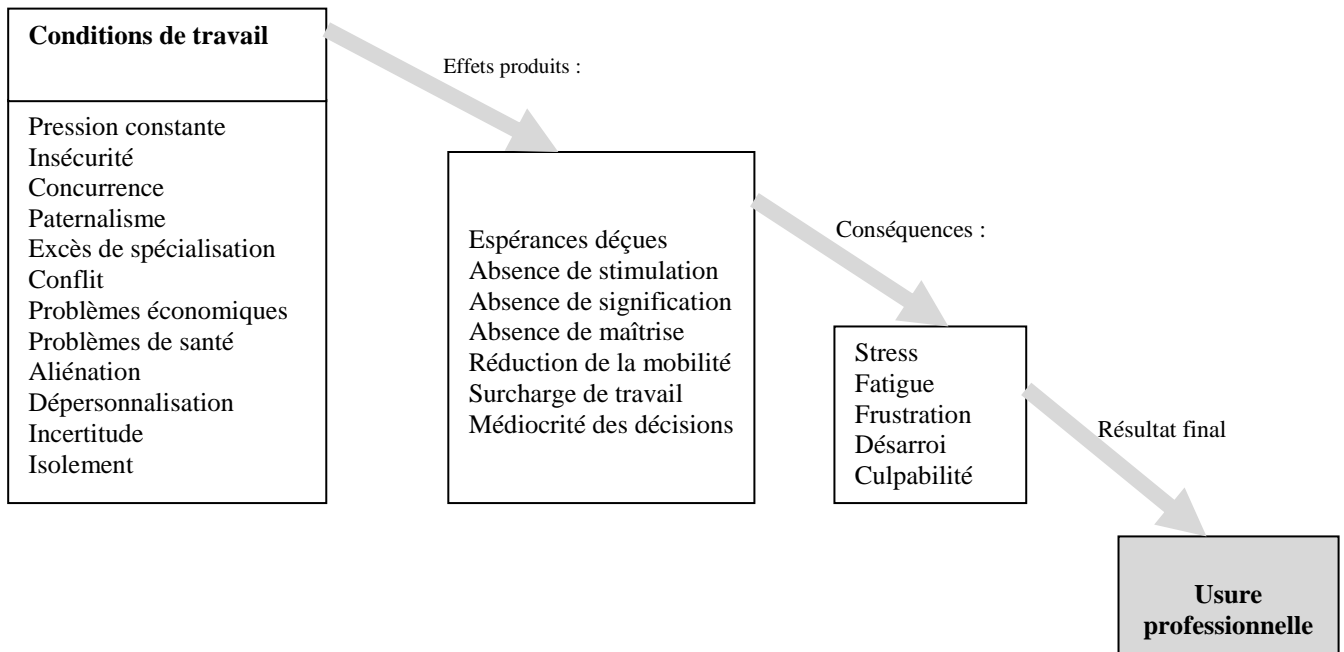 Conditions de travail
Pression constante
Insécurité
Concurrence
Paternalisme
Excès de spécialisation
Conflit
Problèmes économiques
Problèmes de santé
Aliénation
Dépersonnalisation
Incertitude
Isolement
Effets produits :
Espérances déçues
Absence de stimulation
Absence de signification
Absence de maîtrise
Réduction de la mobilité
Surcharge de travail
Médiocrité des décisions
Conséquences :
Stress
Fatigue
Frustration
Désarroi
Culpabilité
Résultat final
Usure
professionnelle